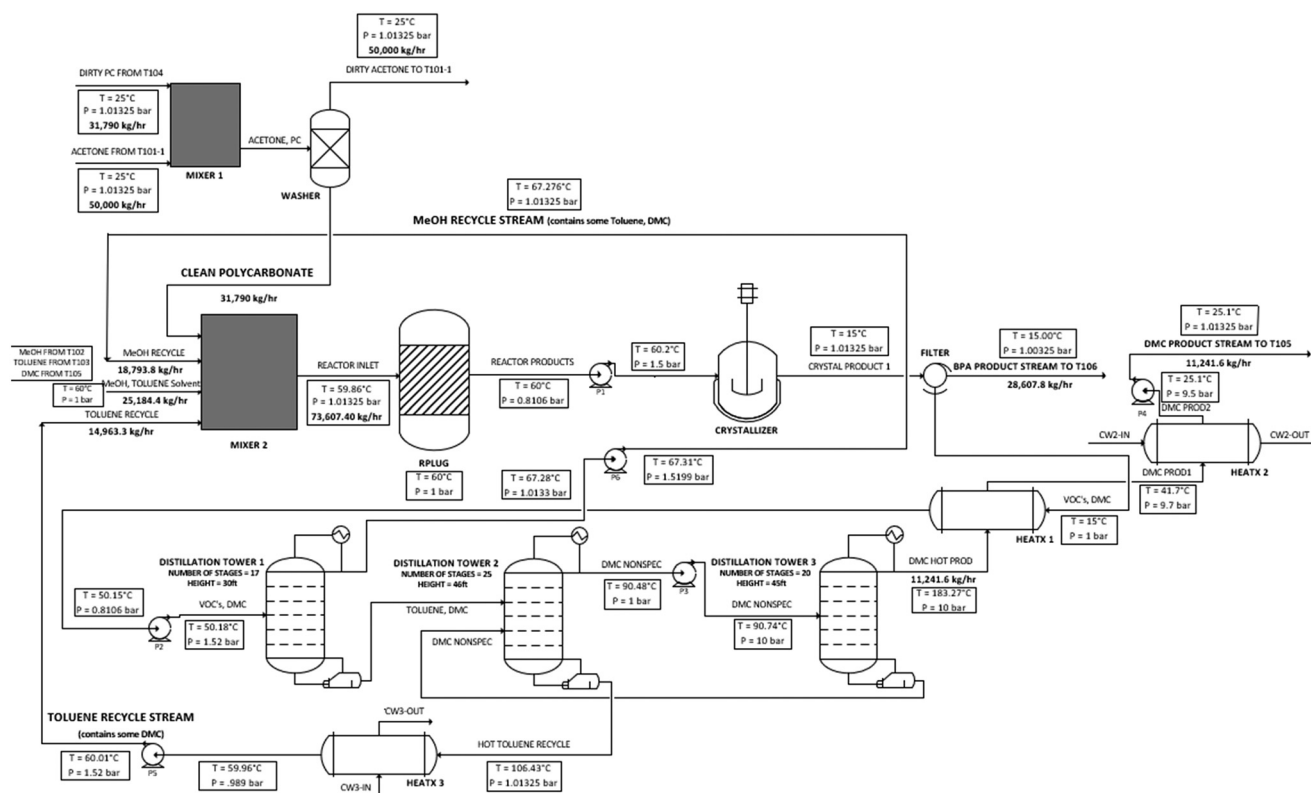 T = 25°C
P = 1.01325 bar
50,000 kg/hr
DIRTY ACETONE TO T101-1
DIRTY PC FROM T104
T = 25°C
P = 1.01325 bar
31,790 kg/hr
ACETONE, PC
ACETONE FROM T101-1
MIXER 1
T = 25°C
P = 1.01325 bar
50,000 kg/hr
WASHER
T = 67.276°C
P = 1.01325 bar
MeOH RECYCLE STREAM (contains some Toluene, DMC)
CLEAN POLYCARBONATE
31,790 kg/hr
MeOH FROM T102
TOLUENE FROM T103
DMC FROM T105
T = 60°C
P = 1 bar
MeOH RECYCLE
18,793.8 kg/hr
MeOH, TOLUENE Solvent
25,184.4 kg/hr
TOLUENE RECYCLE
14,963.3 kg/hr
MIXER 2
REACTOR INLET
T = 59.86°C
P = 1.01325 bar
73,607.40 kg/hr
RPLUG
T = 60°C
P = 1 bar
REACTOR PRODUCTS
T = 60°C
P = 0.8106 bar
P1
T = 60.2°C
P = 1.5 bar
CRYSTALLIZER
T = 15°C
P = 1.01325 bar
CRYSTAL PRODUCT 1
FILTER
T = 15.00°C
P = 1.00325 bar
BPA PRODUCT STREAM TO T106
28,607.8 kg/hr
T = 25.1°C
P = 1.01325 bar
DMC PRODUCT STREAM TO T105
11,241.6 kg/hr
T = 25.1°C
P = 9.5 bar
P4
DMC PROD2
CW2-IN
CW2-OUT
DMC PROD1
HEATX 2
T = 41.7°C
P = 9.7 bar
VOC's, DMC
T = 15°C
P = 1 bar
HEATX 1
P6
T = 67.28°C
P = 1.0133 bar
T = 67.31°C
P = 1.5199 bar
DISTILLATION TOWER 1
NUMBER OF STAGES = 17
HEIGHT = 30ft
DISTILLATION TOWER 2
NUMBER OF STAGES = 25
HEIGHT = 46ft
DISTILLATION TOWER 3
NUMBER OF STAGES = 20
HEIGHT = 45ft
DMC NONSPEC
T = 90.48°C
P = 1 bar
P3
DMC HOT PROD
11,241.6 kg/hr
T = 183.27°C
P = 10 bar
T = 50.15°C
P = 0.8106 bar
P2
VOC's, DMC
T = 50.18°C
P = 1.52 bar
TOLUENE, DMC
DMC NONSPEC
DMC NONSPEC
T = 90.74°C
P = 10 bar
TOLUENE RECYCLE STREAM
(contains some DMC)
T = 60.01°C
P = 1.52 bar
P5
T = 59.96°C
P = .989 bar
CW3-OUT
CW3-IN
HEATX 3
HOT TOLUENE RECYCLE
T = 106.43°C
P = 1.01325 bar